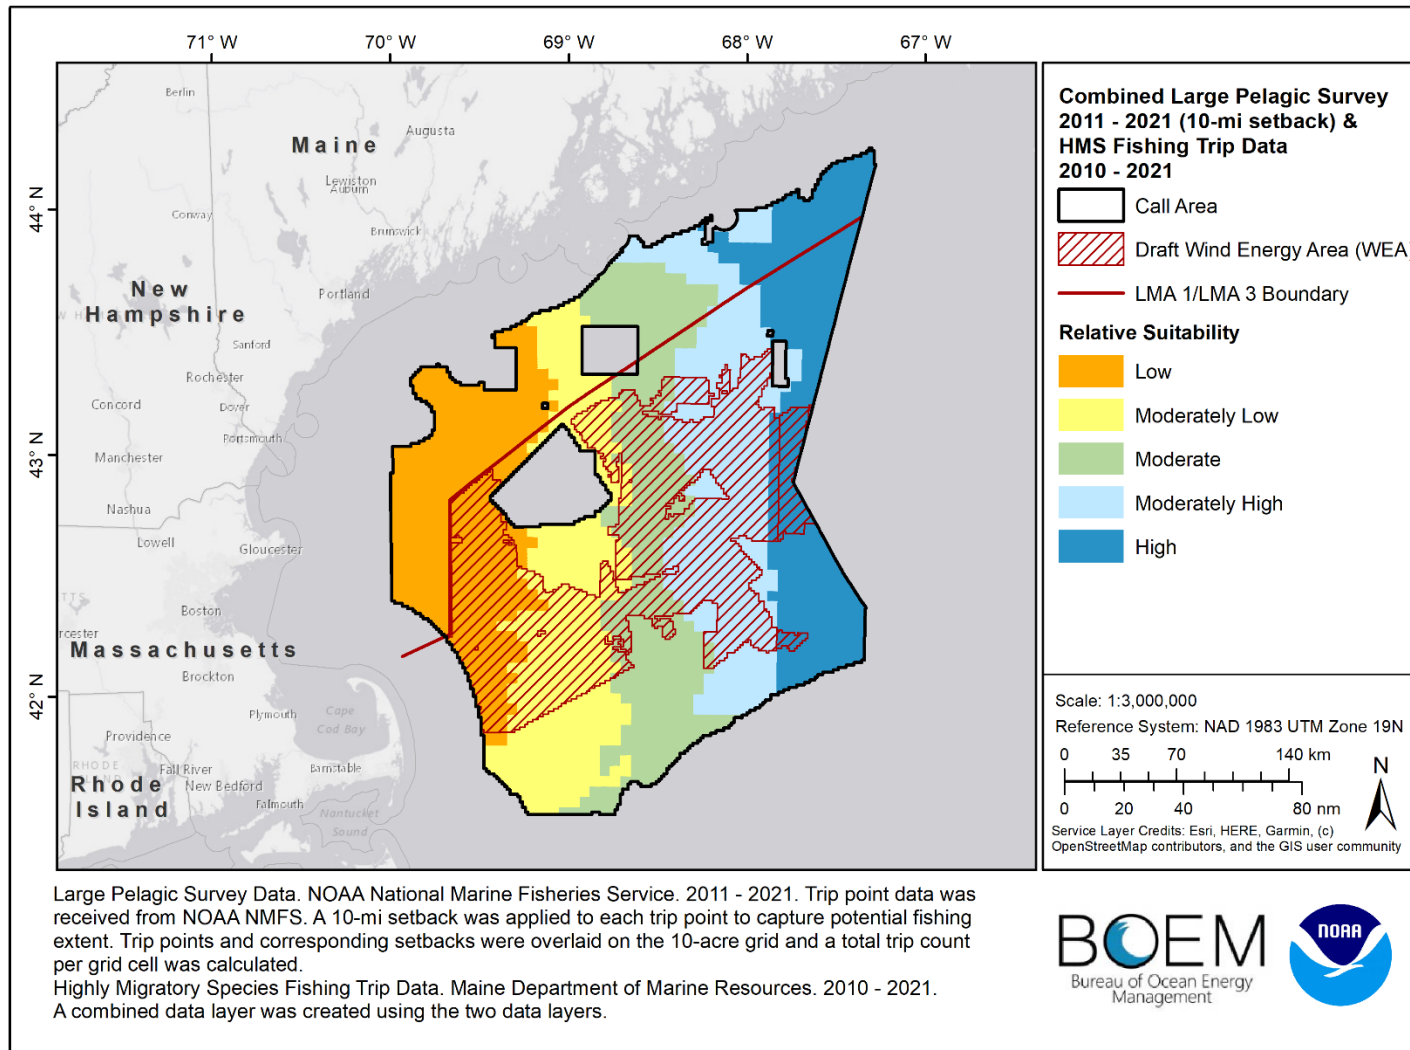 71° W
70° W
69° W
68° W
67° W
44° N
43° N
42° N
Berlin
Augusta
Maine
Lewiston
Auburn
Conway
Brunswick
New
Hampshire
Portland
Sanford
Rochester
Concord
Dover
Portsmouth
Manchester
Nashua
Lowell
Gloucester
Boston
Massachusetts
Brockton
Plymouth
Cape
Cod Bay
Providence
Fall River
New Bedford
Barnstable
Falmouth
Rhode
Island
Nantucket
Sound
Combined Large Pelagic Survey
2011 - 2021 (10-mi setback) &
HMS Fishing Trip Data
2010 - 2021
Call Area
Draft Wind Energy Area (WEA)
LMA 1/LMA 3 Boundary
Relative Suitability
Low
Moderately Low
Moderate
Moderately High
High
Scale: 1:3,000,000
Reference System: NAD 1983 UTM Zone 19N
0 35 70 140 km
N
0 20 40 80 nm
Service Layer Credits: Esri, HERE, Garmin, (c)
OpenStreetMap contributors, and the GIS user community
Large Pelagic Survey Data. NOAA National Marine Fisheries Service. 2011 - 2021. Trip point data was
received from NOAA NMFS. A 10-mi setback was applied to each trip point to capture potential fishing
extent. Trip points and corresponding setbacks were overlaid on the 10-acre grid and a total trip count
per grid cell was calculated.
Highly Migratory Species Fishing Trip Data. Maine Department of Marine Resources. 2010 - 2021.
A combined data layer was created using the two data layers.
BOEM
Bureau of Ocean Energy
Management
NOAA